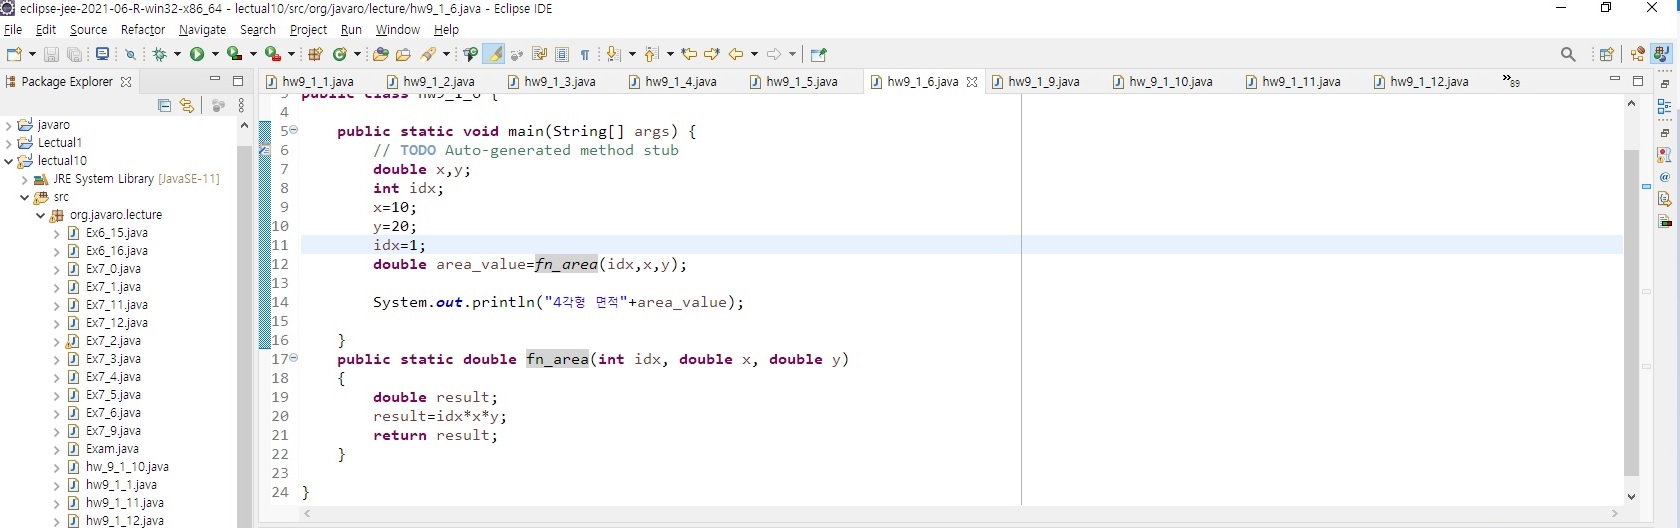 eclipse-jee-2021-06-R-win32-x86_64 - lectual10/src/org/javaro/lecture/hw9_1_6.java - Eclipse IDE
File Edit Source Refactor Navigate Search Project Run Window Help
Package Explorer
hw9_1_1.java hw9_1_2.java hw9_1_3.java hw9_1_4.java hw9_1_5.java hw9_1_6.java hw9_1_9.java hw_9_1_10.java hw9_1_11.java hw9_1_12.java »89
javaro
Lectual1
lectual10
JRE System Library [JavaSE-11]
src
org.javaro.lecture
Ex6_15.java
Ex6_16.java
Ex7_0.java
Ex7_1.java
Ex7_11.java
Ex7_12.java
Ex7_2.java
Ex7_3.java
Ex7_4.java
Ex7_5.java
Ex7_6.java
Ex7_9.java
Exam.java
hw_9_1_10.java
hw9_1_1.java
hw9_1_11.java
hw9_1_12.java
3 public class hw9_1_6 {
4
5 public static void main(String[] args) {
6 // TODO Auto-generated method stub
7 double x,y;
8 int idx;
9 x=10;
10 y=20;
11 idx=1;
12 double area_value=fn_area(idx,x,y);
13
14 System.out.println("4각형 면적"+area_value);
15
16 }
17 public static double fn_area(int idx, double x, double y)
18 {
19 double result;
20 result=idx*x*y;
21 return result;
22 }
23
24 }